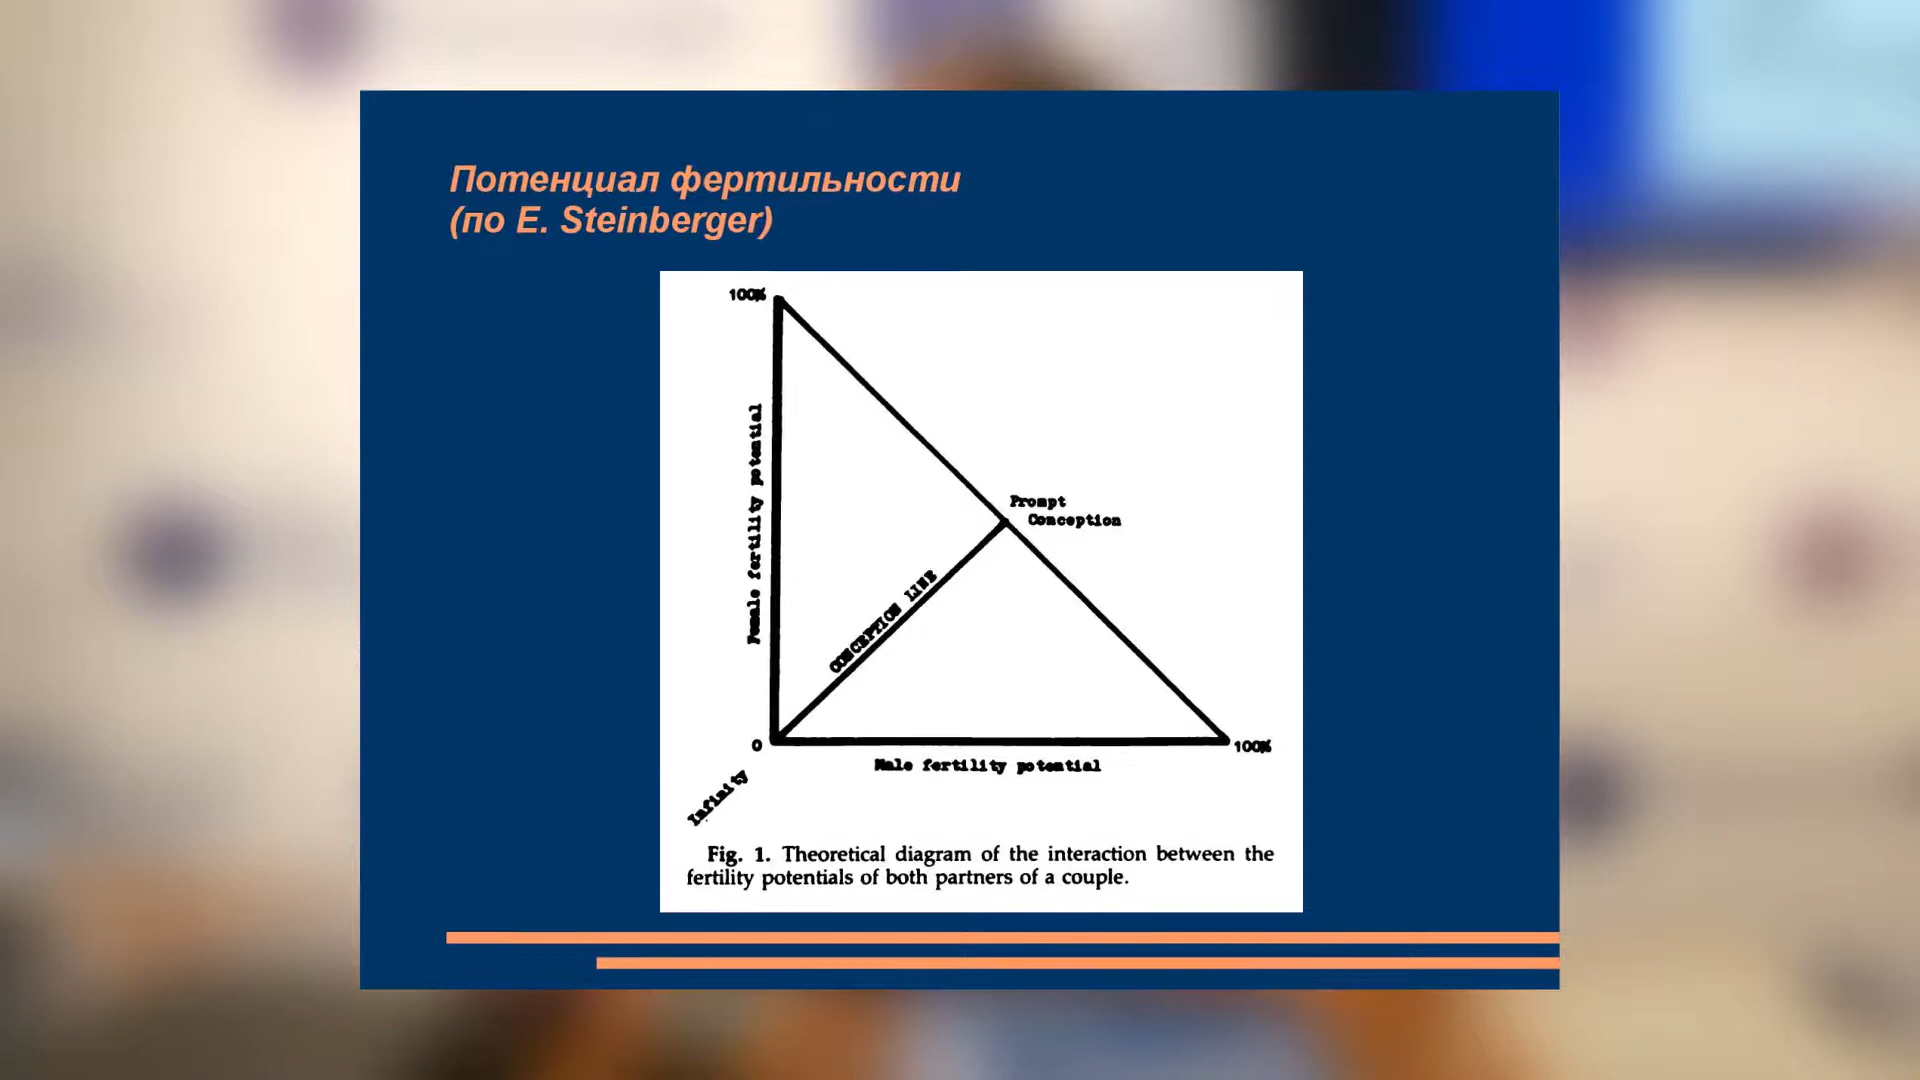 Потенциал фертильности
(по E. Steinberger)
100%
Female fertility potential
Prompt
Conception
CONCEPTION LINE
0
100%
Male fertility potential
Infinity
Fig. 1. Theoretical diagram of the interaction between the
fertility potentials of both partners of a couple.